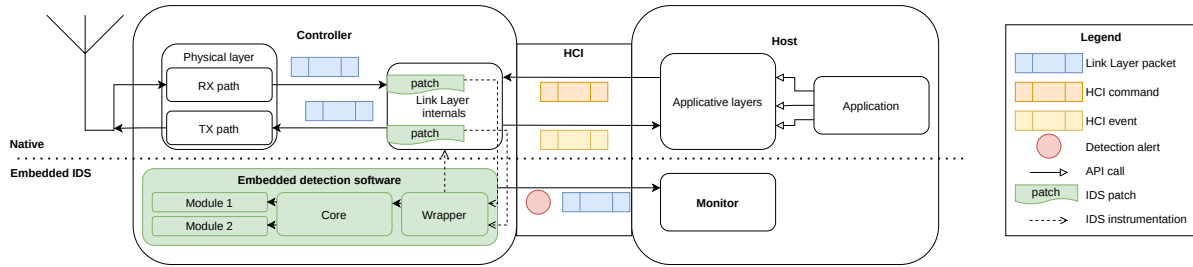 Controller
HCI
Host
Physical layer
RX path
TX path
patch
Link Layer
internals
patch
Applicative layers
Application
Native
Embedded IDS
Embedded detection software
Module 1
Module 2
Core
Wrapper
Monitor
Legend
Link Layer packet
HCI command
HCI event
Detection alert
API call
patch
IDS patch
IDS instrumentation